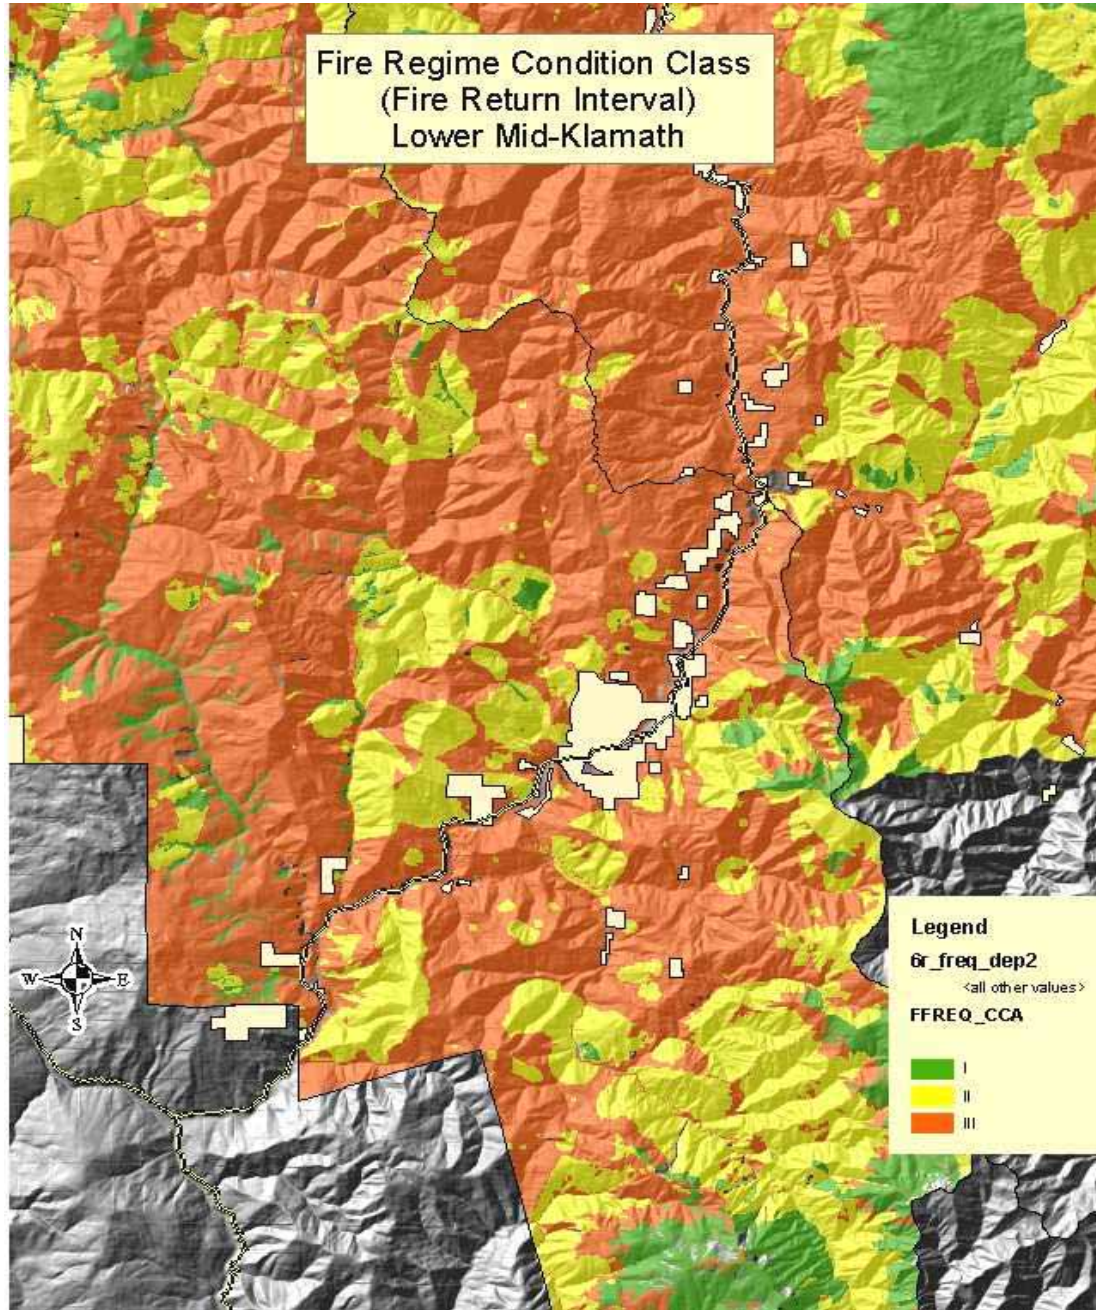 Fire Regime Condition Class
(Fire Return Interval)
Lower Mid-Klamath
N
W E
S
Legend
6r_freq_dep2
<all other values>
FFREQ_CCA
I
II
III